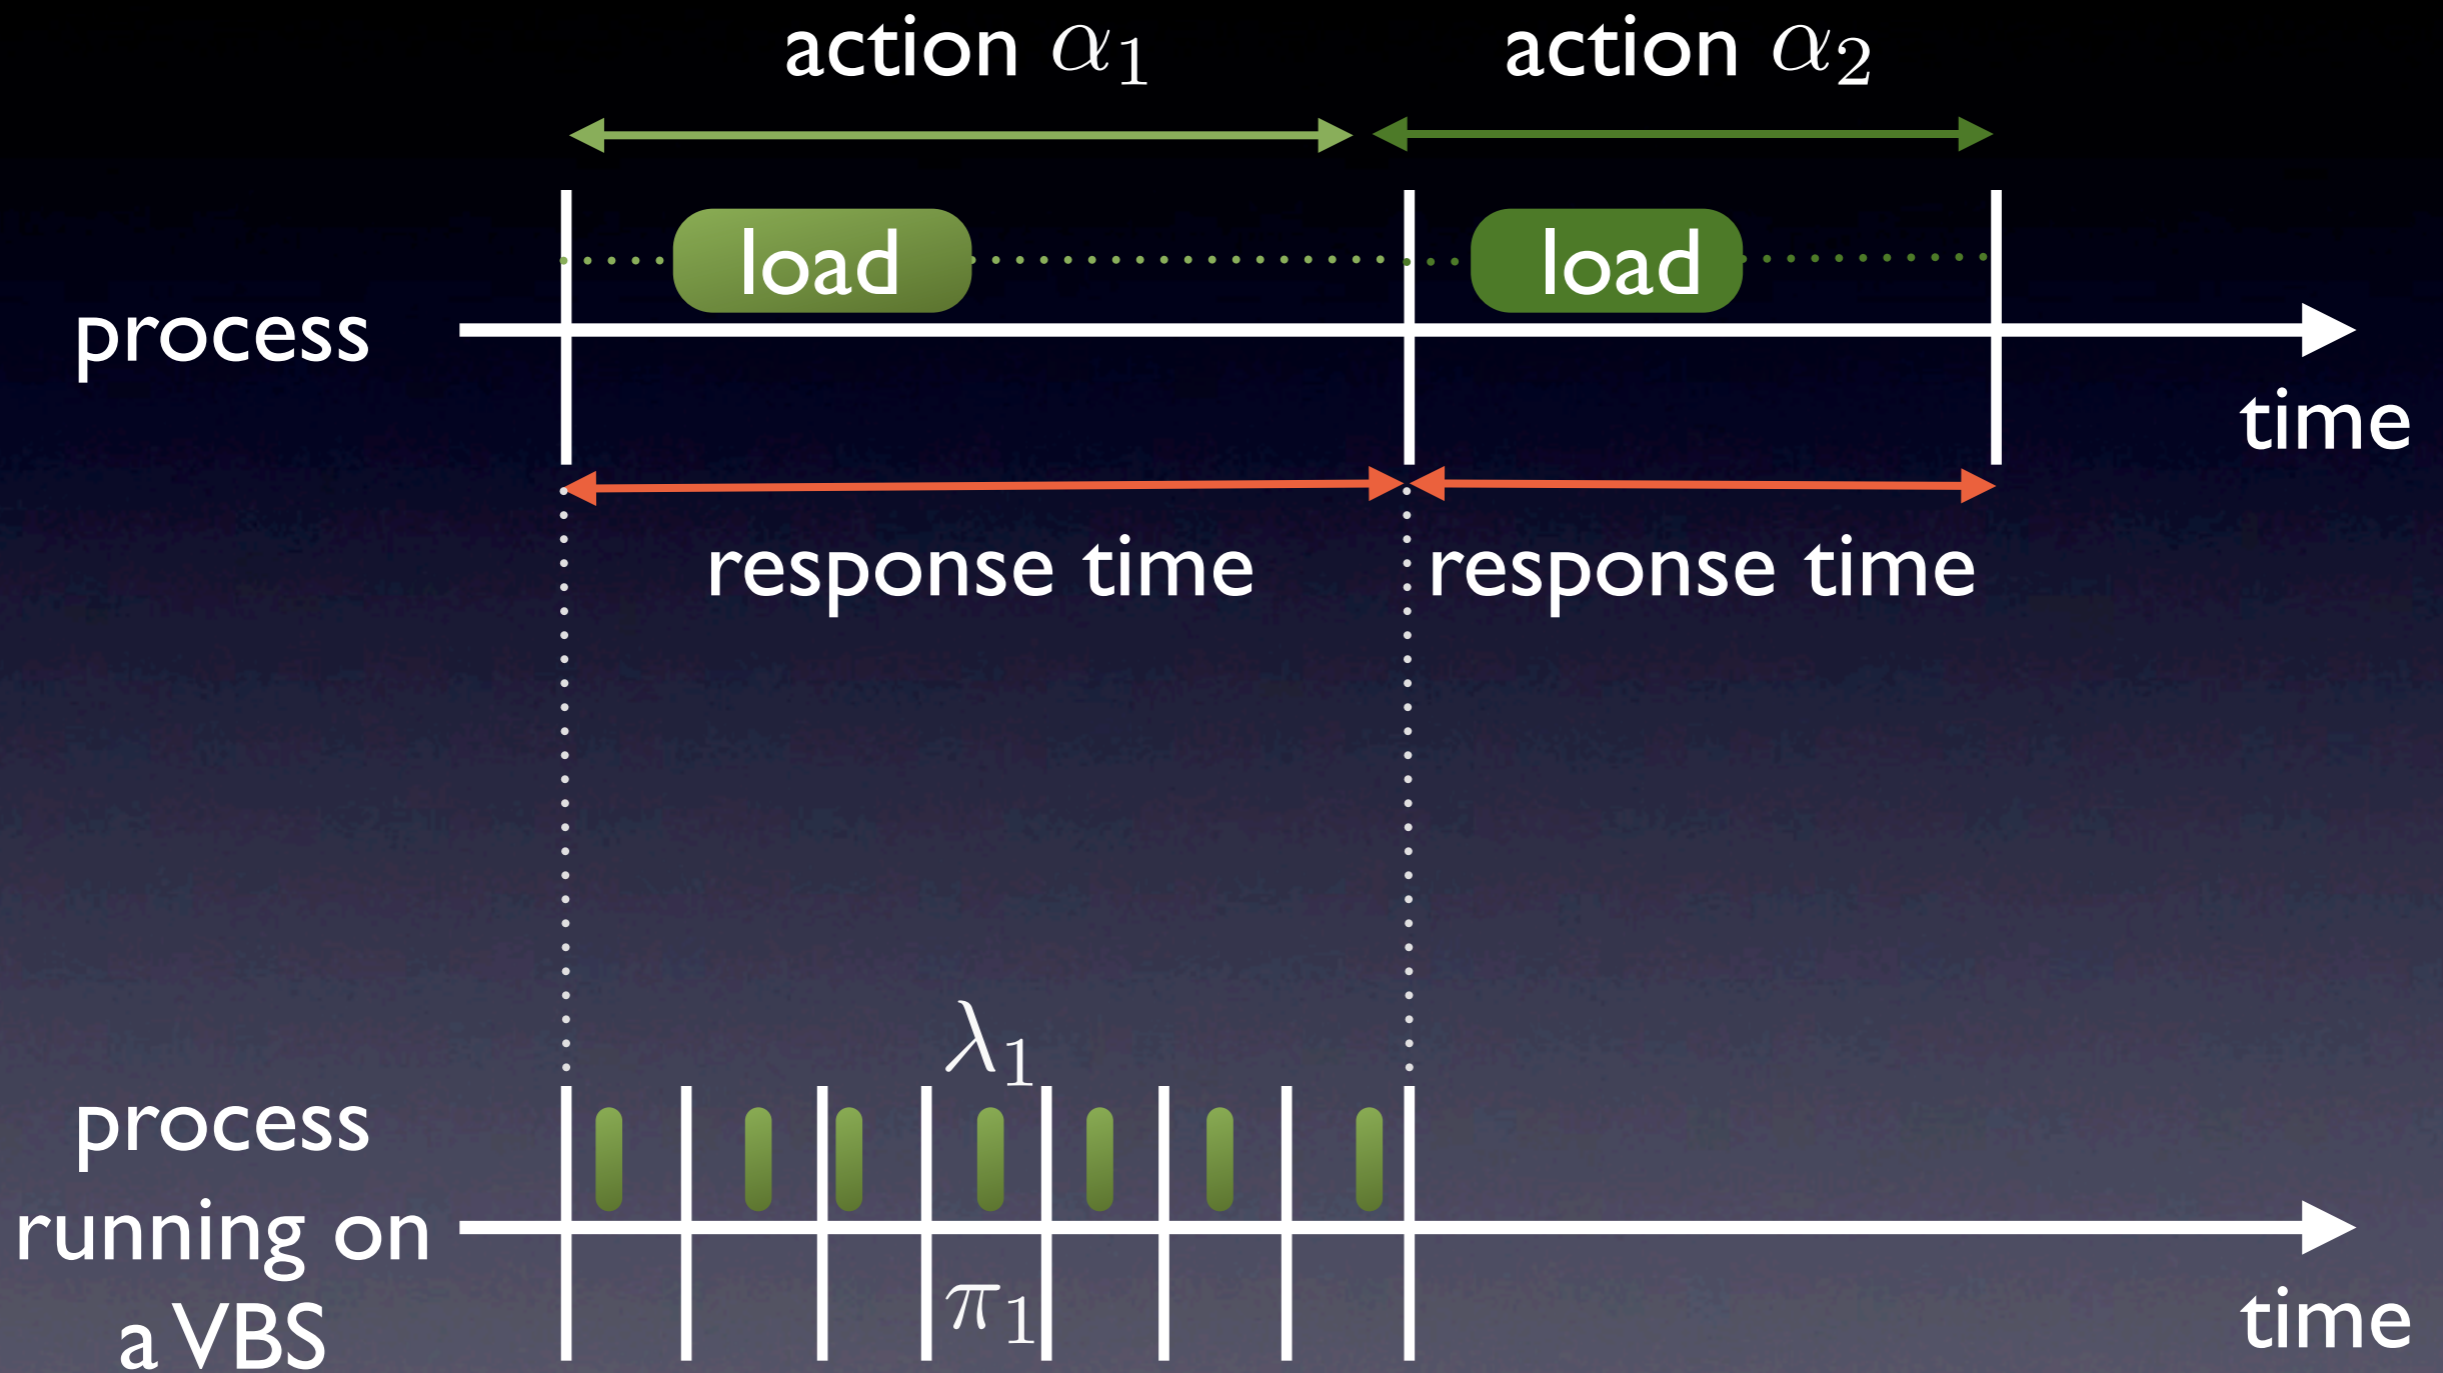 action α₁
action α₂
load
load
process
time
response time
response time
λ₁
process
running on
a VBS
π₁
time